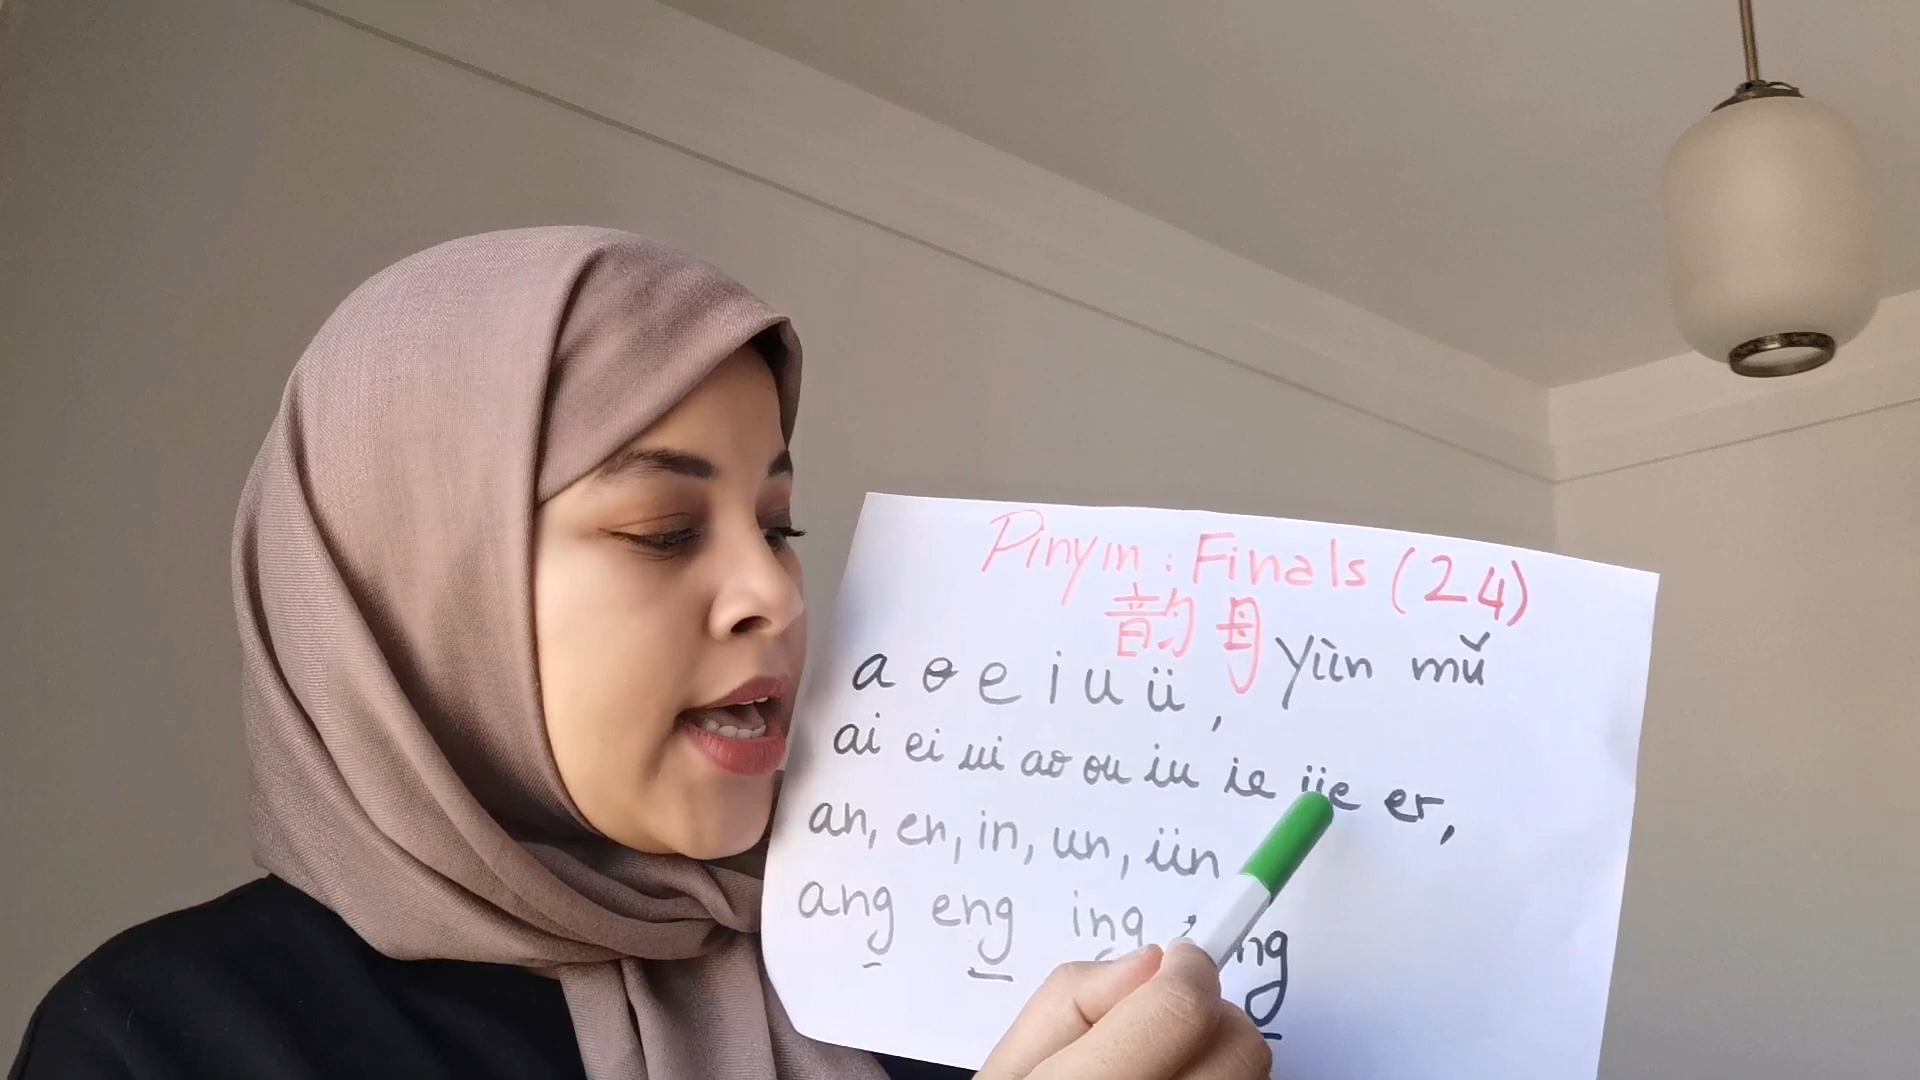 Pinyin: Finals (24)
韵母 Yùn mǔ
a o e i u ü,
ai ei ui ao ou iu ie üe er,
an, en, in, un, ün
ang eng ing